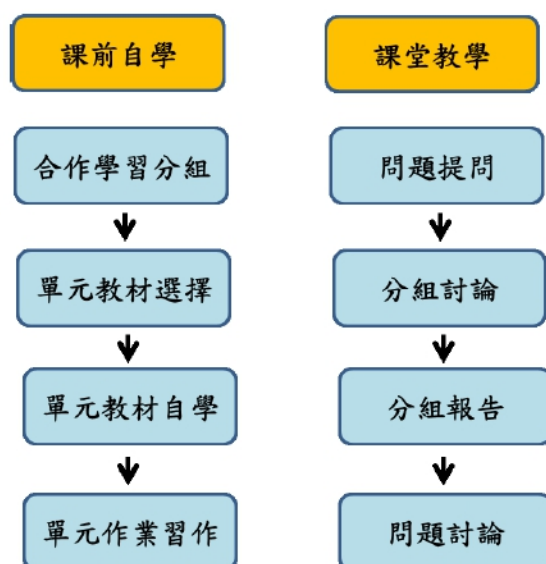 課前自學
合作學習分組
單元教材選擇
單元教材自學
單元作業習作
課堂教學
問題提問
分組討論
分組報告
問題討論